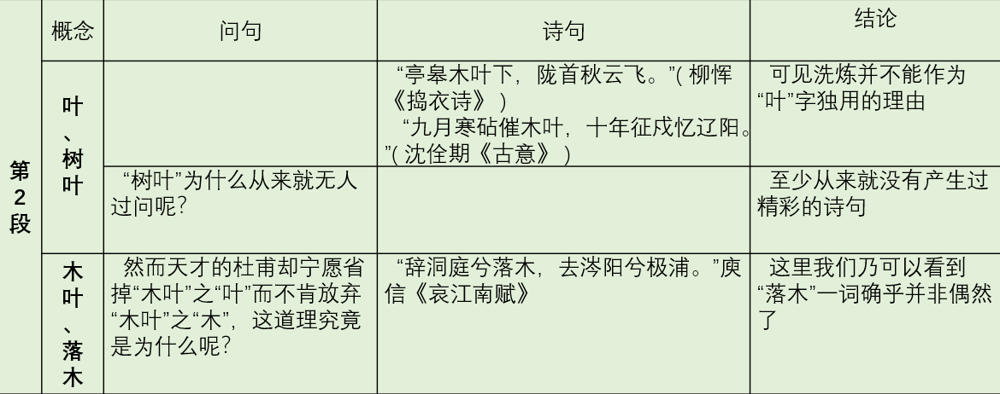 概念
问句
诗句
结论
第
2
段
叶
、
树
叶
“亭皋木叶下，陇首秋云飞。”( 柳恽
《捣衣诗》 )
“九月寒砧催木叶，十年征戍忆辽阳。
”( 沈佺期《古意》 )
可见洗炼并不能作为
“叶”字独用的理由
“树叶”为什么从来就无人
过问呢？
至少从来就没有产生过
精彩的诗句
木
叶
、
落
木
然而天才的杜甫却宁愿省
掉“木叶”之“叶”而不肯放弃
“木叶”之“木”，这道理究竟
是为什么呢？
“辞洞庭兮落木，去涔阳兮极浦。”庾
信《哀江南赋》
这里我们乃可以看到
“落木”一词确乎并非偶然
了